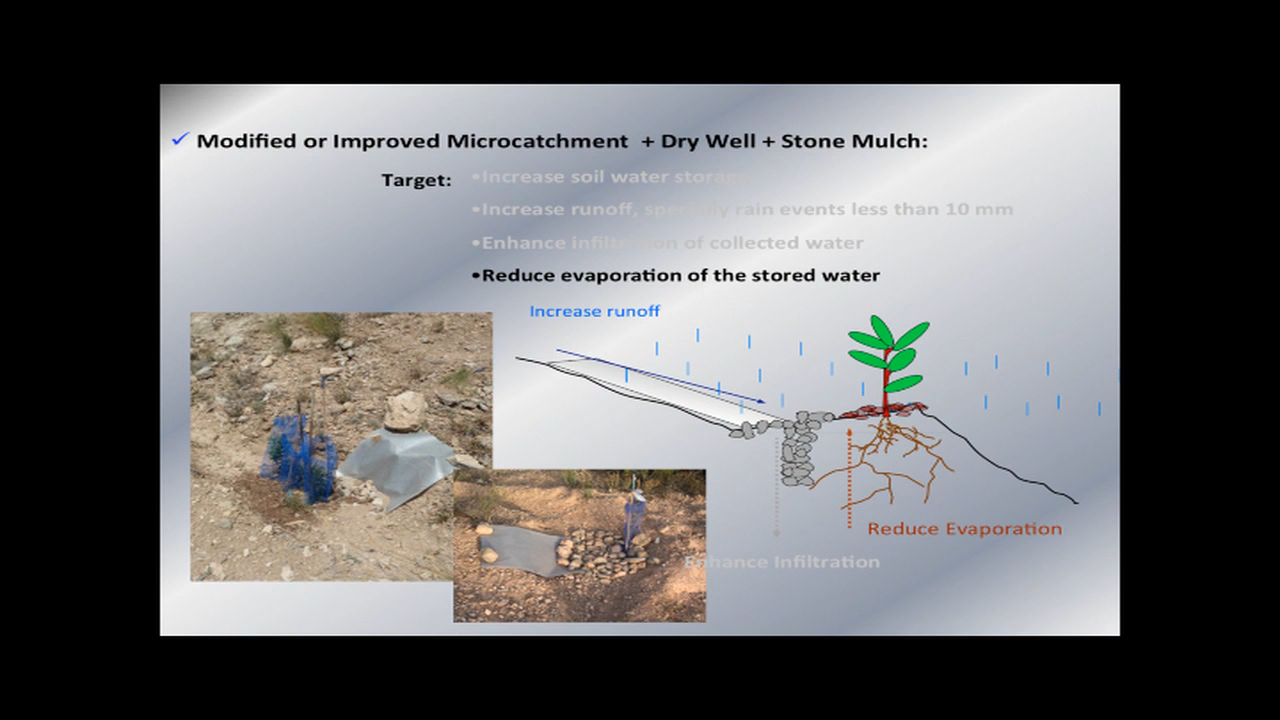 ✓ Modified or Improved Microcatchment + Dry Well + Stone Mulch:
Target: •Increase soil water storage
•Increase runoff, specially rain events less than 10 mm
•Enhance infiltration of collected water
•Reduce evaporation of the stored water
Increase runoff
Reduce Evaporation
Enhance Infiltration